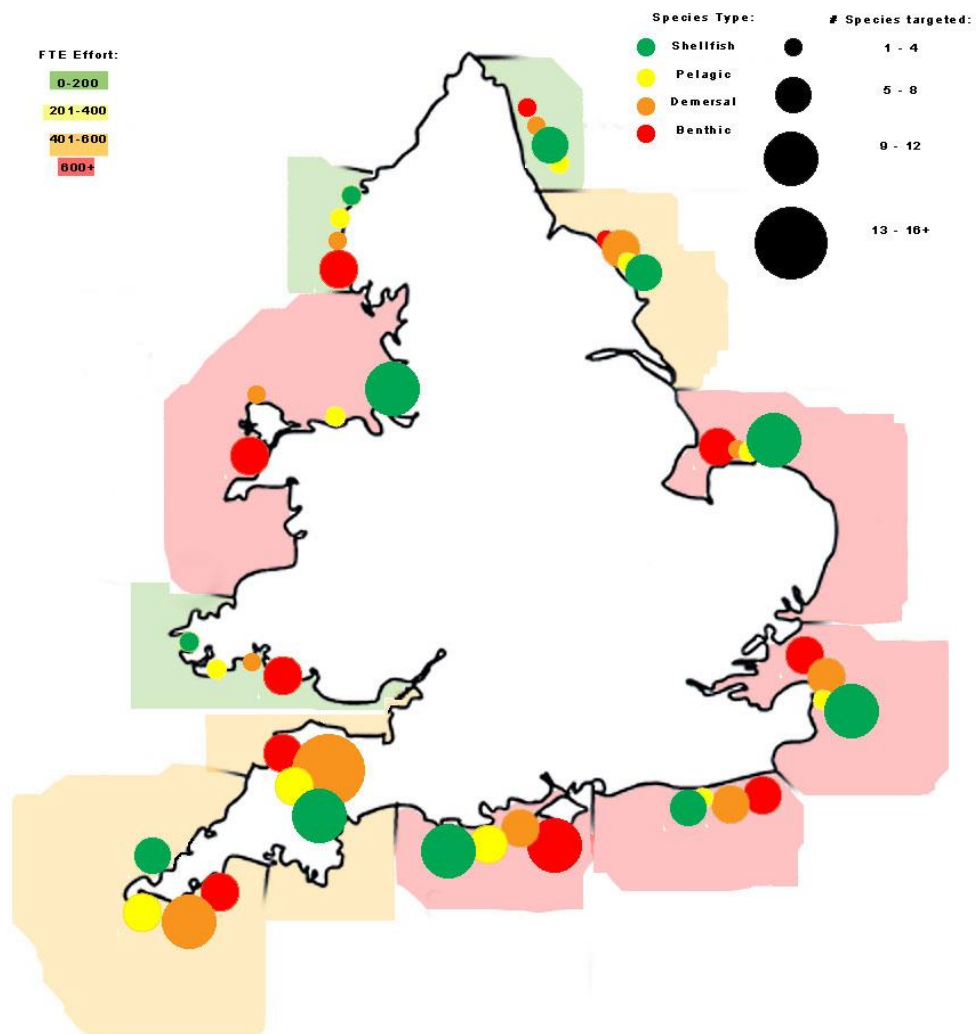 FTE Effort:
0-200
201-400
401-600
600+
Species Type:
Shellfish
Pelagic
Demersal
Benthic
# Species targeted:
1 - 4
5 - 8
9 - 12
13 - 16+